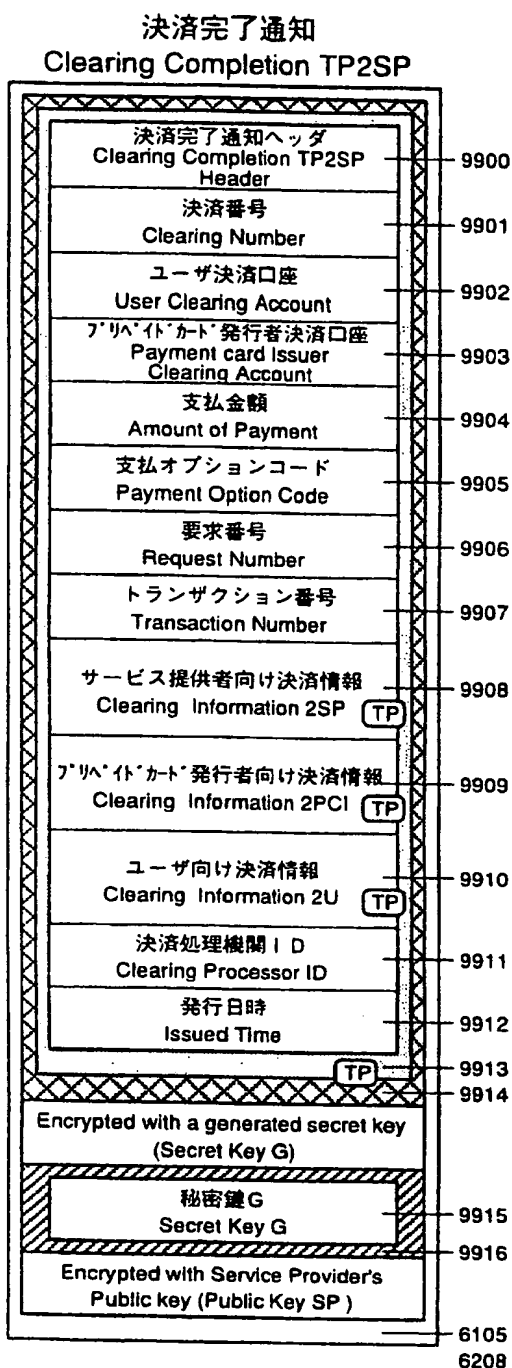 決済完了通知
Clearing Completion TP2SP
決済完了通知ヘッダ
Clearing Completion TP2SP
Header
9900
決済番号
Clearing Number
9901
ユーザ決済口座
User Clearing Account
9902
プリペイドカード発行者決済口座
Payment card Issuer
Clearing Account
9903
支払金額
Amount of Payment
9904
支払オプションコード
Payment Option Code
9905
要求番号
Request Number
9906
トランザクション番号
Transaction Number
9907
サービス提供者向け決済情報
Clearing Information 2SP
TP
9908
プリペイドカード発行者向け決済情報
Clearing Information 2PCI
TP
9909
ユーザ向け決済情報
Clearing Information 2U
TP
9910
決済処理機関ID
Clearing Processor ID
9911
発行日時
Issued Time
9912
TP
9913
9914
Encrypted with a generated secret key
(Secret Key G)
秘密鍵G
Secret Key G
9915
9916
Encrypted with Service Provider's
Public key (Public Key SP )
6105
6208